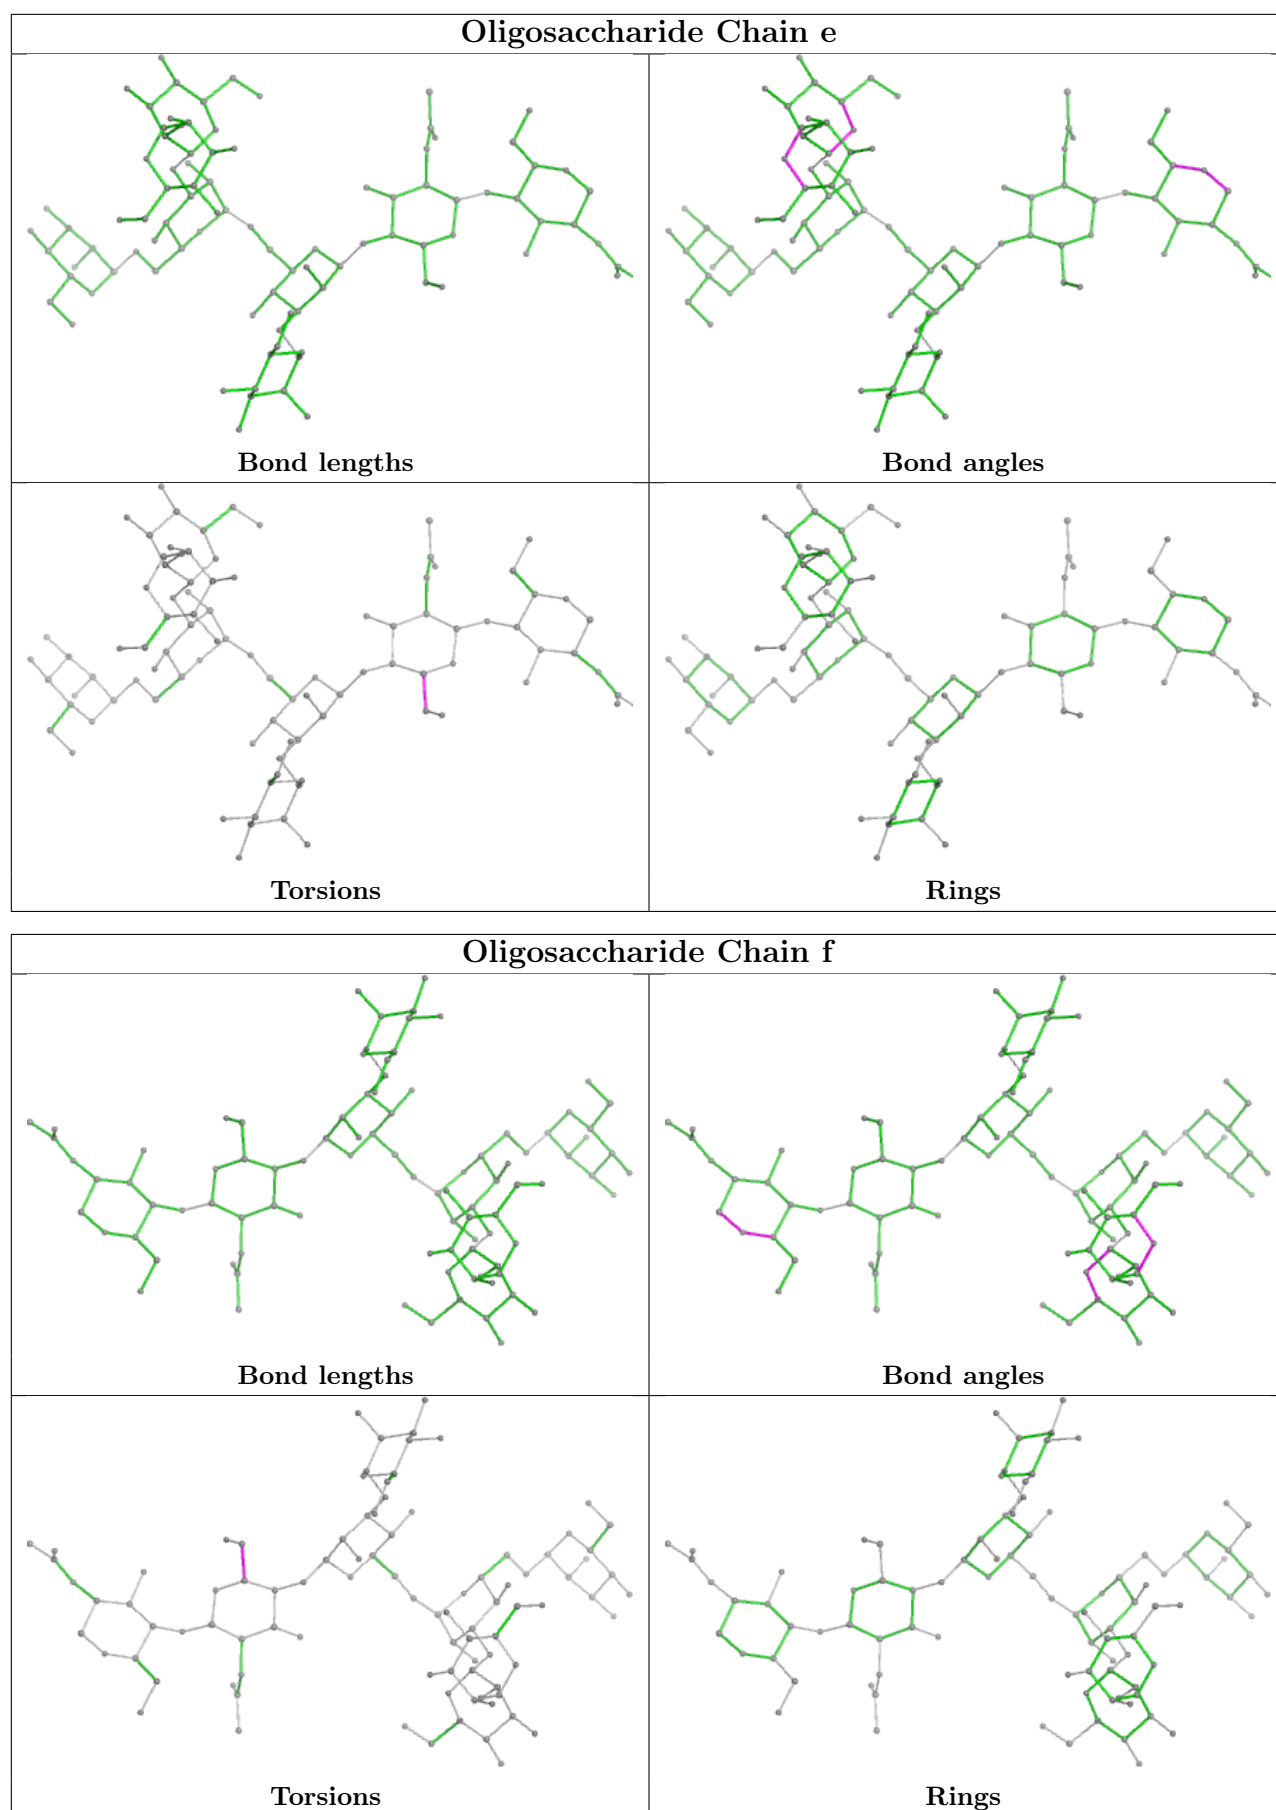 Oligosaccharide Chain e
Bond lengths
Bond angles
Torsions
Rings
Oligosaccharide Chain f
Bond lengths
Bond angles
Torsions
Rings